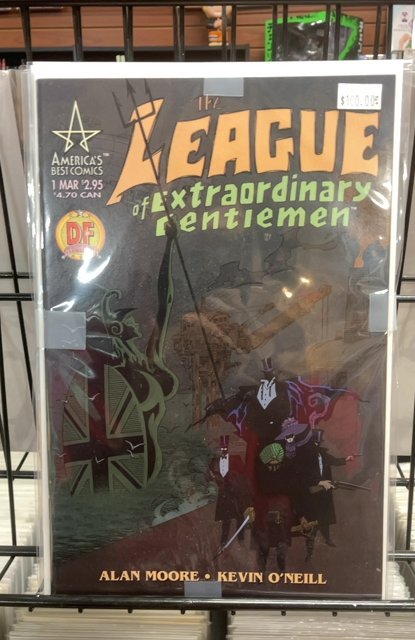 $100.00
The
LEAGUE
of Extraordinary
Gentlemen™
AMERICA'S
BEST COMICS
1 MAR $2.95
$4.70 CAN
DF
ALAN MOORE • KEVIN O'NEILL